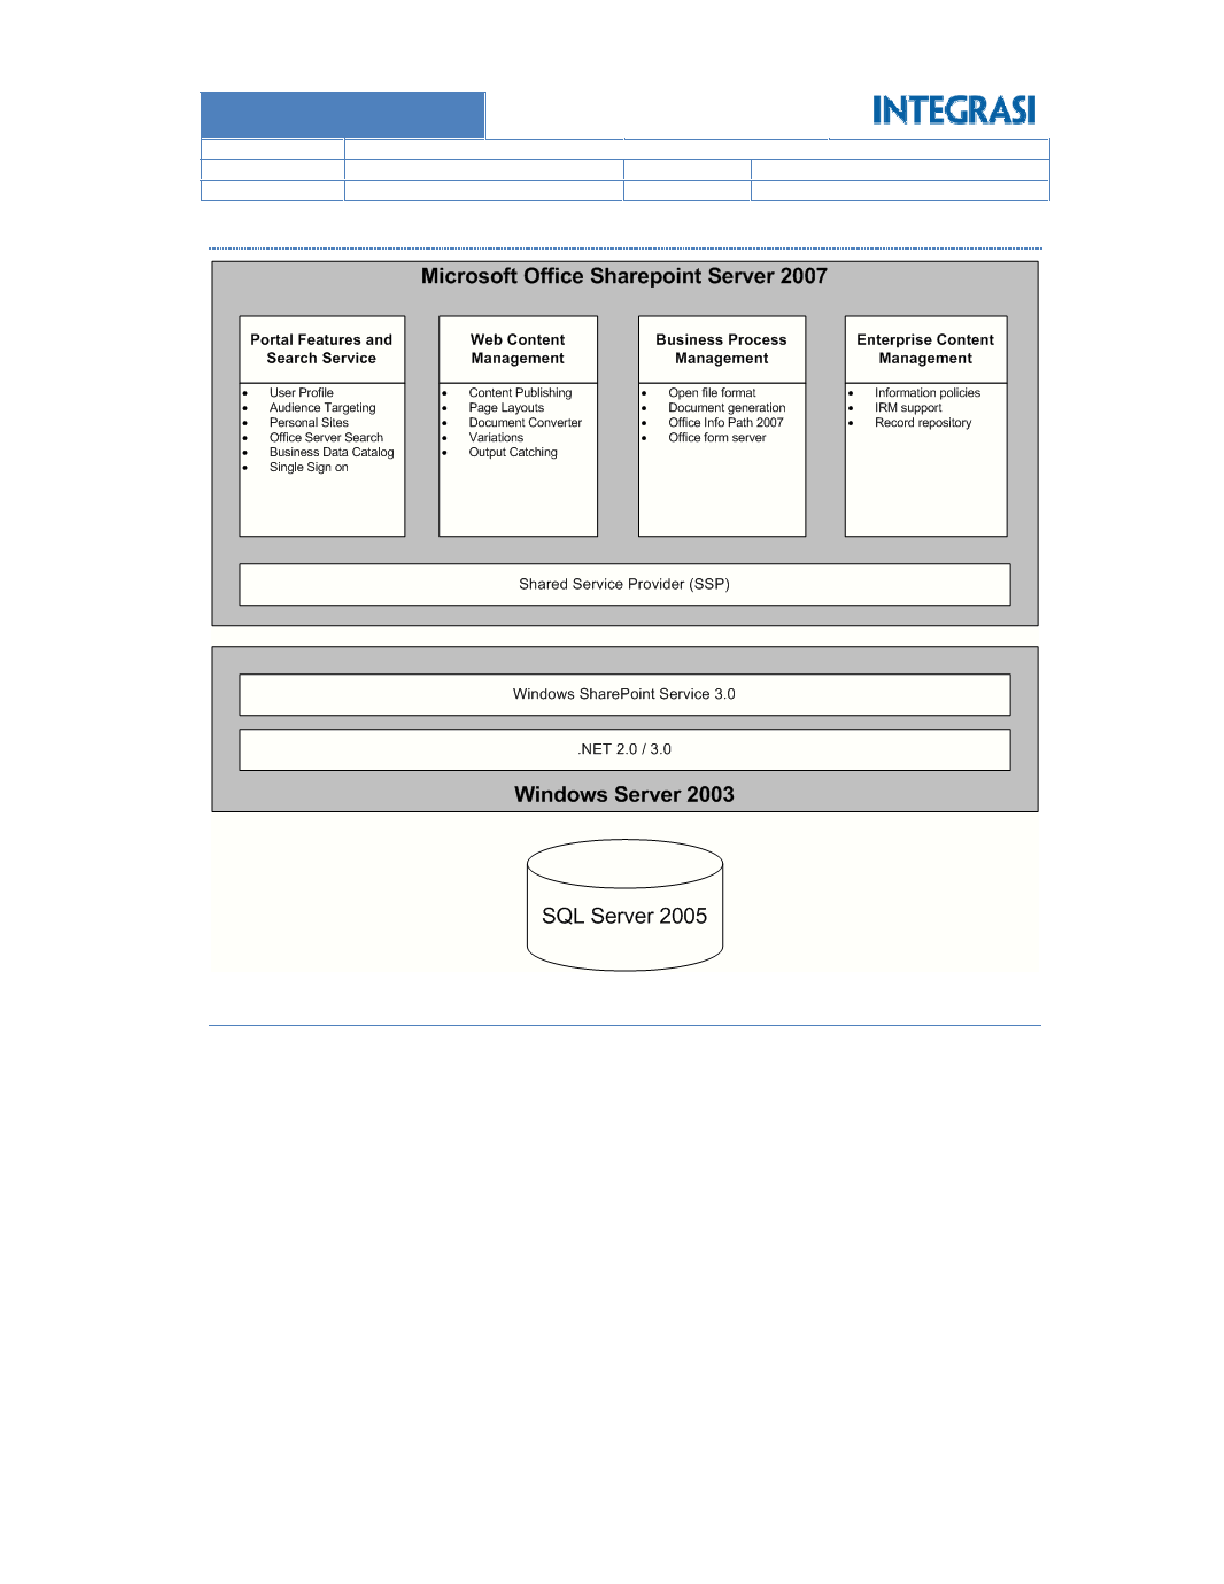 INTEGRASI
Microsoft Office Sharepoint Server 2007
Portal Features and
Search Service
• User Profile
• Audience Targeting
• Personal Sites
• Office Server Search
• Business Data Catalog
• Single Sign on
Web Content
Management
• Content Publishing
• Page Layouts
• Document Converter
• Variations
• Output Catching
Business Process
Management
• Open file format
• Document generation
• Office Info Path 2007
• Office form server
Enterprise Content
Management
• Information policies
• IRM support
• Record repository
Shared Service Provider (SSP)
Windows SharePoint Service 3.0
.NET 2.0 / 3.0
Windows Server 2003
SQL Server 2005